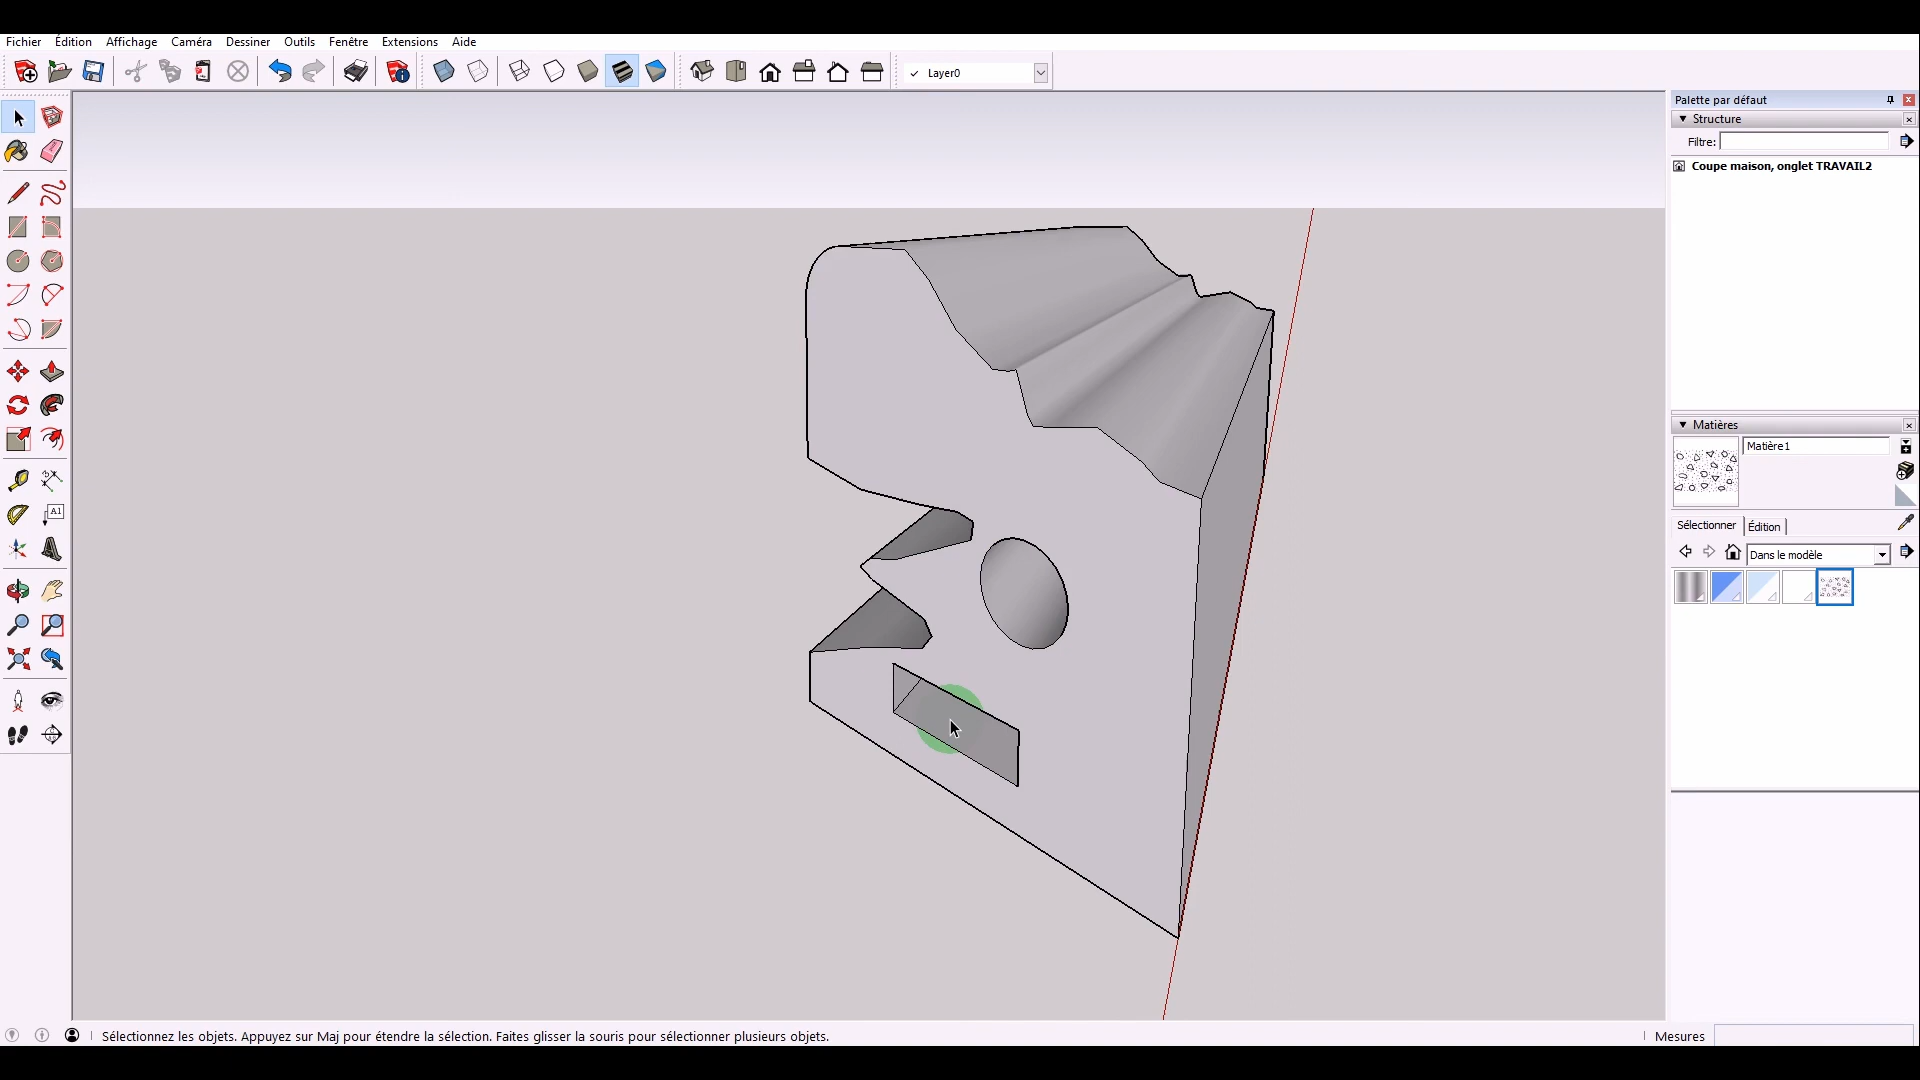 Fichier Édition Affichage Caméra Dessiner Outils Fenêtre Extensions Aide
Layer0
Palette par défaut
Structure
Filtre:
Coupe maison, onglet TRAVAIL2
Matières
Matière1
A1
Sélectionner Édition
Dans le modèle
Sélectionnez les objets. Appuyez sur Maj pour étendre la sélection. Faites glisser la souris pour sélectionner plusieurs objets.
Mesures